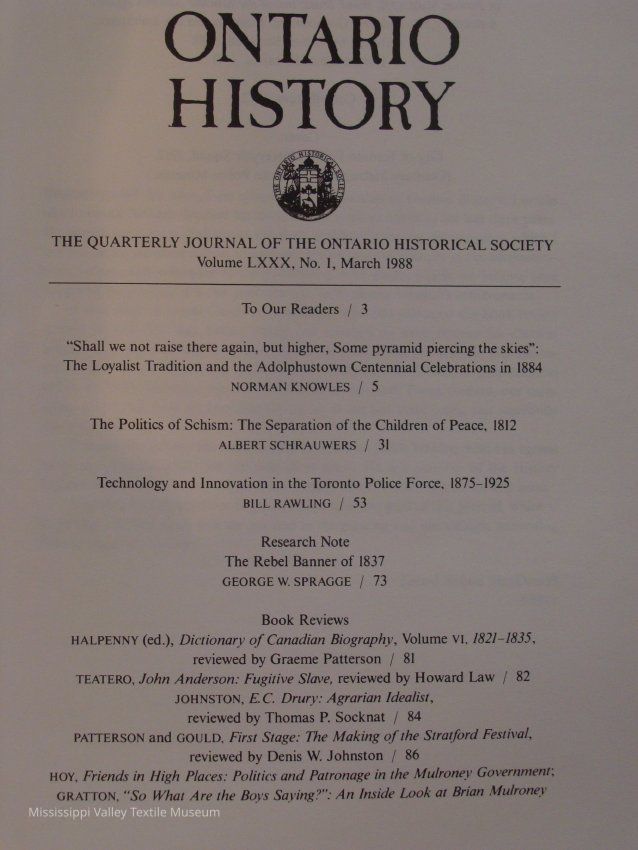 ONTARIO
HISTORY
THE ONTARIO HISTORICAL SOCIETY
THE QUARTERLY JOURNAL OF THE ONTARIO HISTORICAL SOCIETY
Volume LXXX, No. 1, March 1988
To Our Readers / 3
“Shall we not raise there again, but higher, Some pyramid piercing the skies”:
The Loyalist Tradition and the Adolphustown Centennial Celebrations in 1884
NORMAN KNOWLES / 5
The Politics of Schism: The Separation of the Children of Peace, 1812
ALBERT SCHRAUWERS / 31
Technology and Innovation in the Toronto Police Force, 1875–1925
BILL RAWLING / 53
Research Note
The Rebel Banner of 1837
GEORGE W. SPRAGGE / 73
Book Reviews
HALPENNY (ed.), Dictionary of Canadian Biography, Volume VI, 1821–1835,
reviewed by Graeme Patterson / 81
TEATERO, John Anderson: Fugitive Slave, reviewed by Howard Law / 82
JOHNSTON, E.C. Drury: Agrarian Idealist,
reviewed by Thomas P. Socknat / 84
PATTERSON and GOULD, First Stage: The Making of the Stratford Festival,
reviewed by Denis W. Johnston / 86
HOY, Friends in High Places: Politics and Patronage in the Mulroney Government;
GRATTON, “So What Are the Boys Saying?”: An Inside Look at Brian Mulroney
Mississippi Valley Textile Museum